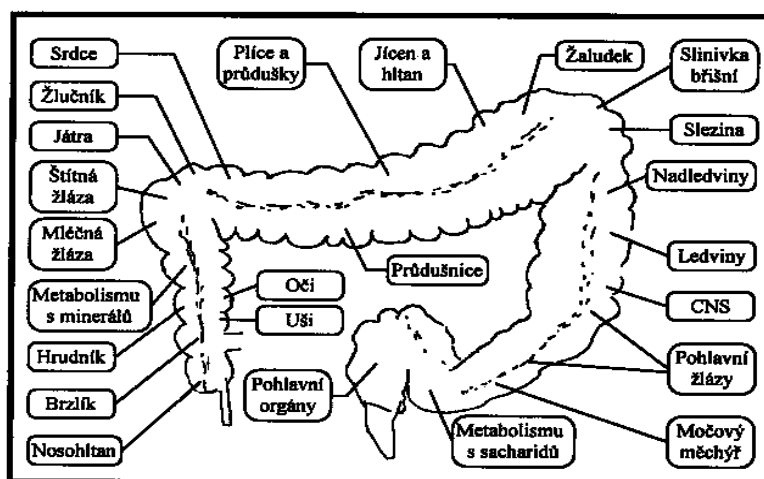 Srdce
Plíce a
průdušky
Jícen a
hltan
Žaludek
Slinivka
břišní
Žlučník
Játra
Slezina
Štítná
žláza
Nadledviny
Mléčná
žláza
Ledviny
Průdušnice
Oči
Metabolismu
s minerálů
CNS
Uši
Hrudník
Pohlavní
žlázy
Pohlavní
orgány
Brzlík
Metabolismu
s sacharidů
Močový
měchýř
Nosohltan